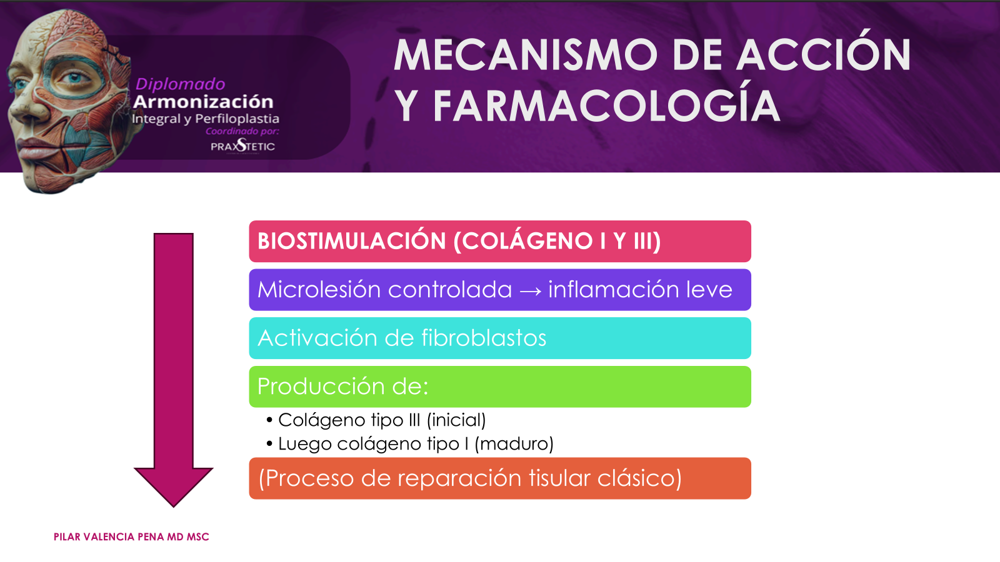 MECANISMO DE ACCIÓN
Y FARMACOLOGÍA
Diplomado
Armonización
Integral y Perfiloplastia
Coordinado por:
PRAXSTETIC
BIOSTIMULACIÓN (COLÁGENO I Y III)
Microlesión controlada → inflamación leve
Activación de fibroblastos
Producción de:
• Colágeno tipo III (inicial)
• Luego colágeno tipo I (maduro)
(Proceso de reparación tisular clásico)
PILAR VALENCIA PENA MD MSC